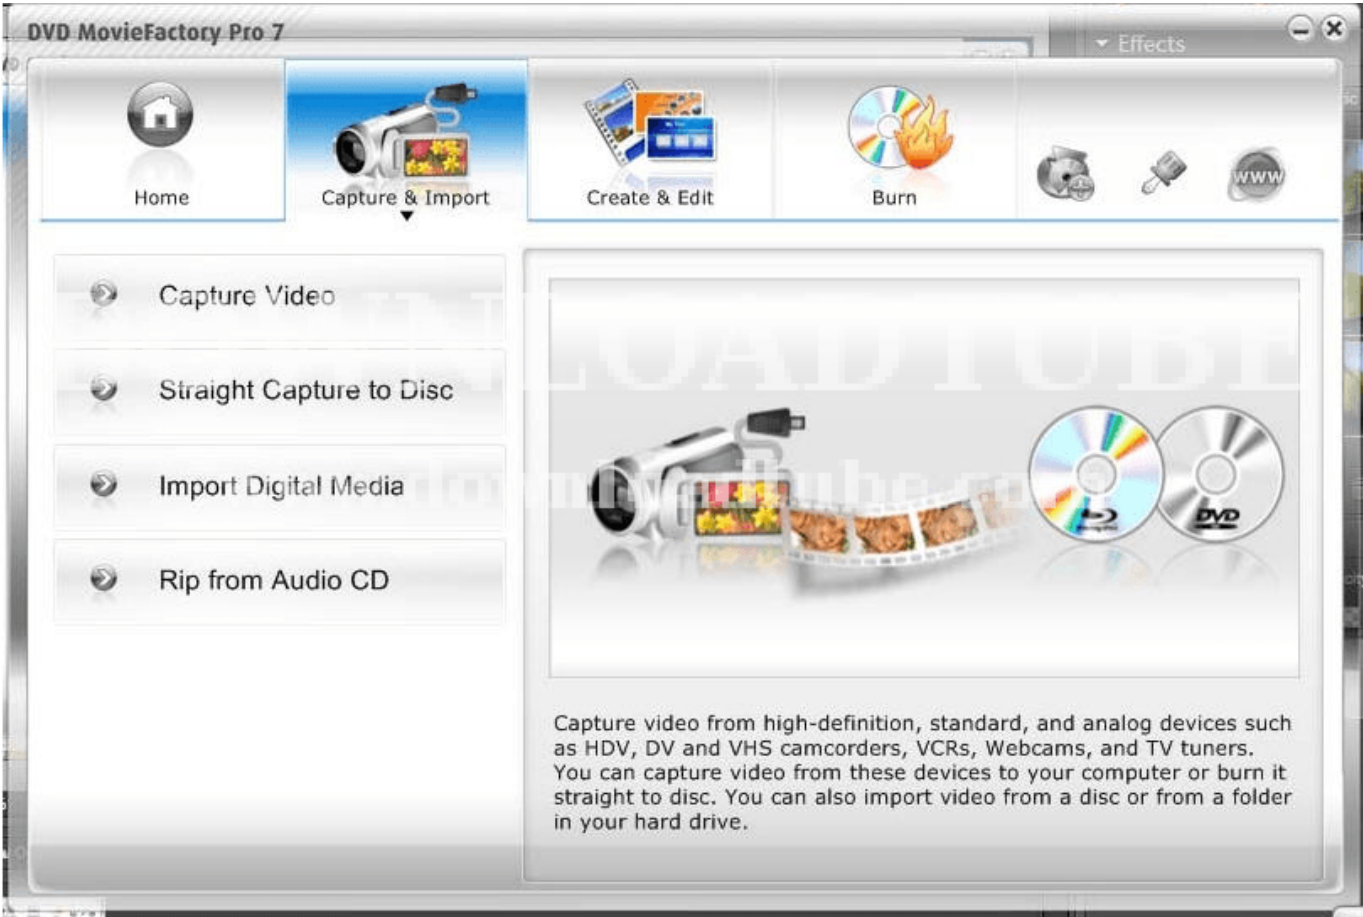 DVD MovieFactory Pro 7
Effects
Home
Capture & Import
Create & Edit
Burn
www
Capture Video
Straight Capture to Disc
Import Digital Media
Rip from Audio CD
DOWNLOADTUBE
www.downloadtube.com
DVD
Capture video from high-definition, standard, and analog devices such
as HDV, DV and VHS camcorders, VCRs, Webcams, and TV tuners.
You can capture video from these devices to your computer or burn it
straight to disc. You can also import video from a disc or from a folder
in your hard drive.